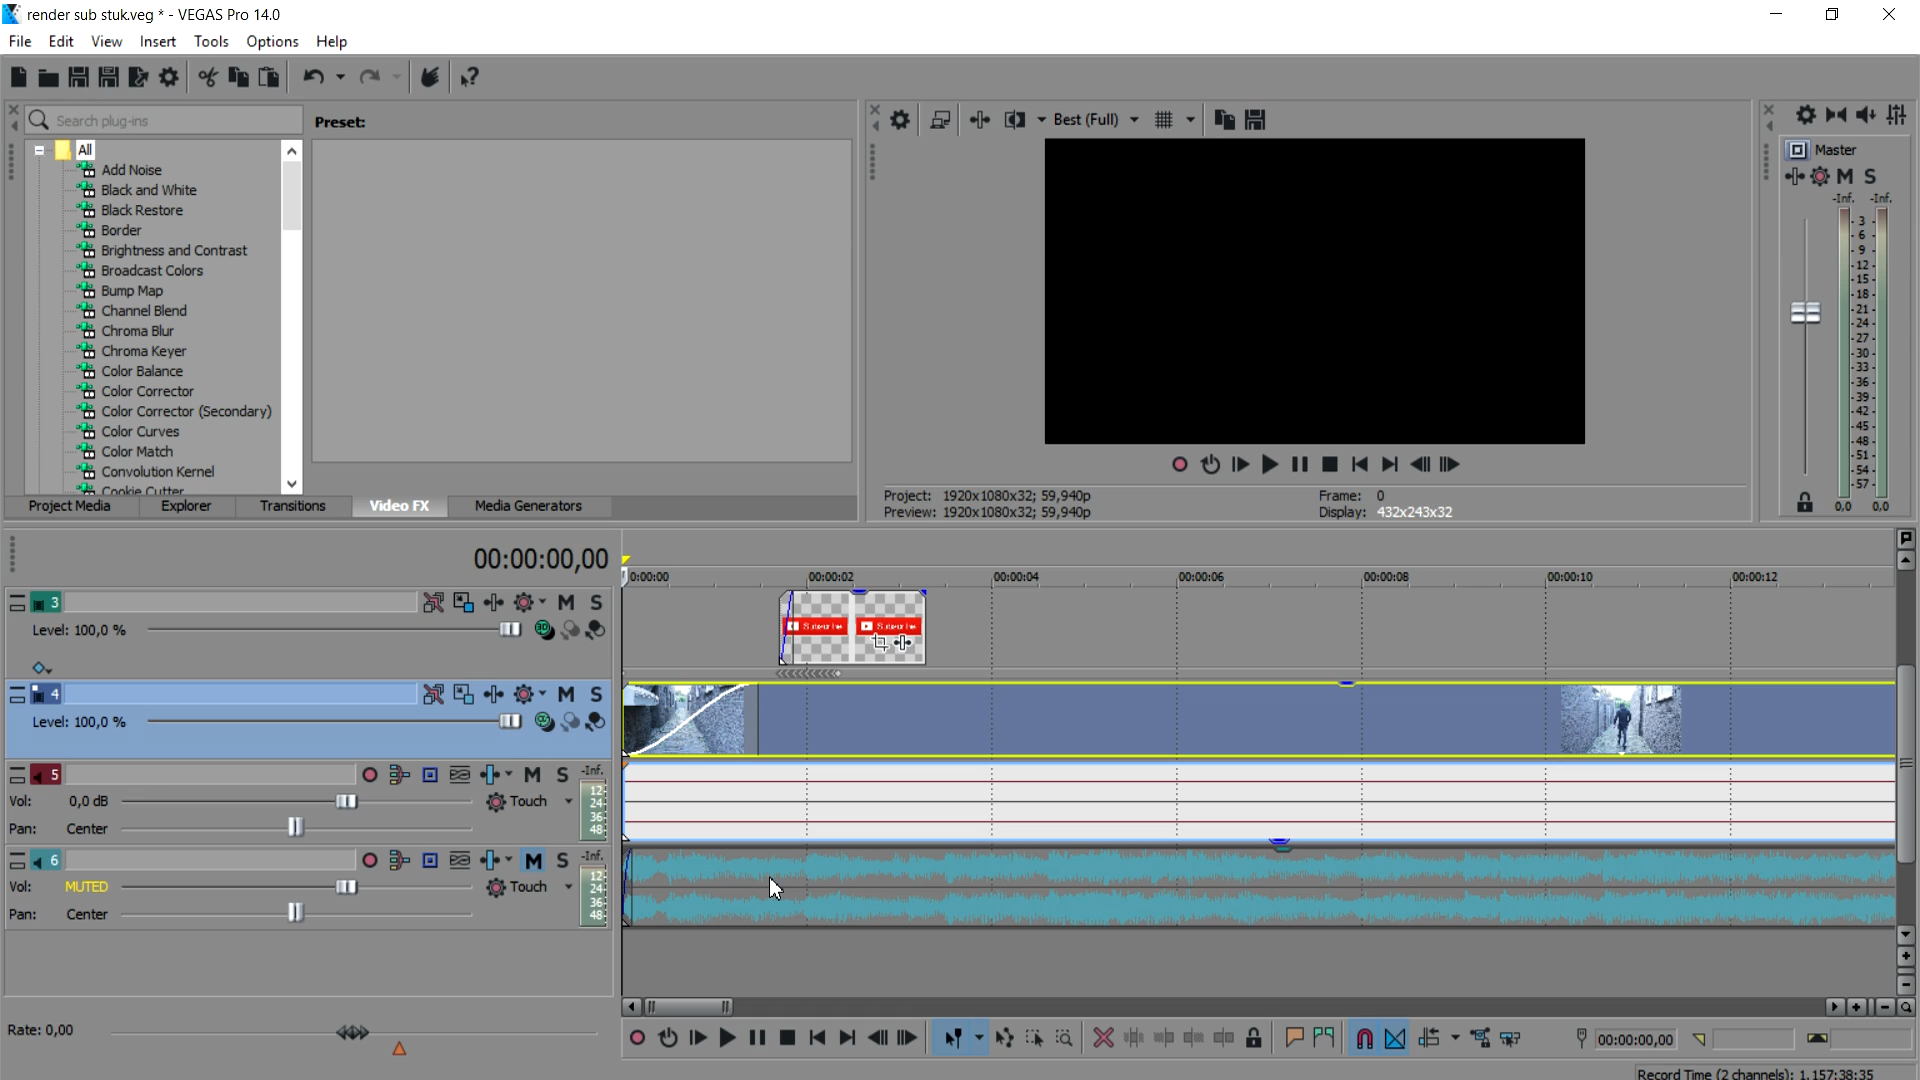 render sub stuk.veg * - VEGAS Pro 14.0
File Edit View Insert Tools Options Help
Search plug-ins
Preset:
All
Add Noise
Black and White
Black Restore
Border
Brightness and Contrast
Broadcast Colors
Bump Map
Channel Blend
Chroma Blur
Chroma Keyer
Color Balance
Color Corrector
Color Corrector (Secondary)
Color Curves
Color Match
Convolution Kernel
Cookie Cutter
Project Media Explorer Transitions Video FX Media Generators
Best (Full)
Project: 1920x1080x32; 59,940p
Preview: 1920x1080x32; 59,940p
Frame: 0
Display: 432x243x32
Master
M S
-Inf. -Inf.
3
6
9
-12-
-15-
-18-
-21-
-24-
-27-
-30-
-33-
-36-
-39-
-42-
-45-
-48-
-51-
-54-
-57-
0,0 0,0
00:00:00,00
0:00:00 00:00:02 00:00:04 00:00:06 00:00:08 00:00:10 00:00:12
3 M S
Level: 100,0 %
4 M S
Level: 100,0 %
5 M S -Inf.
Vol: 0,0 dB Touch
Pan: Center
12
24
36
48
6 M S -Inf.
Vol: MUTED Touch
Pan: Center
12
24
36
48
Rate: 0,00
00:00:00,00
Record Time (2 channels): 1.157:38:35